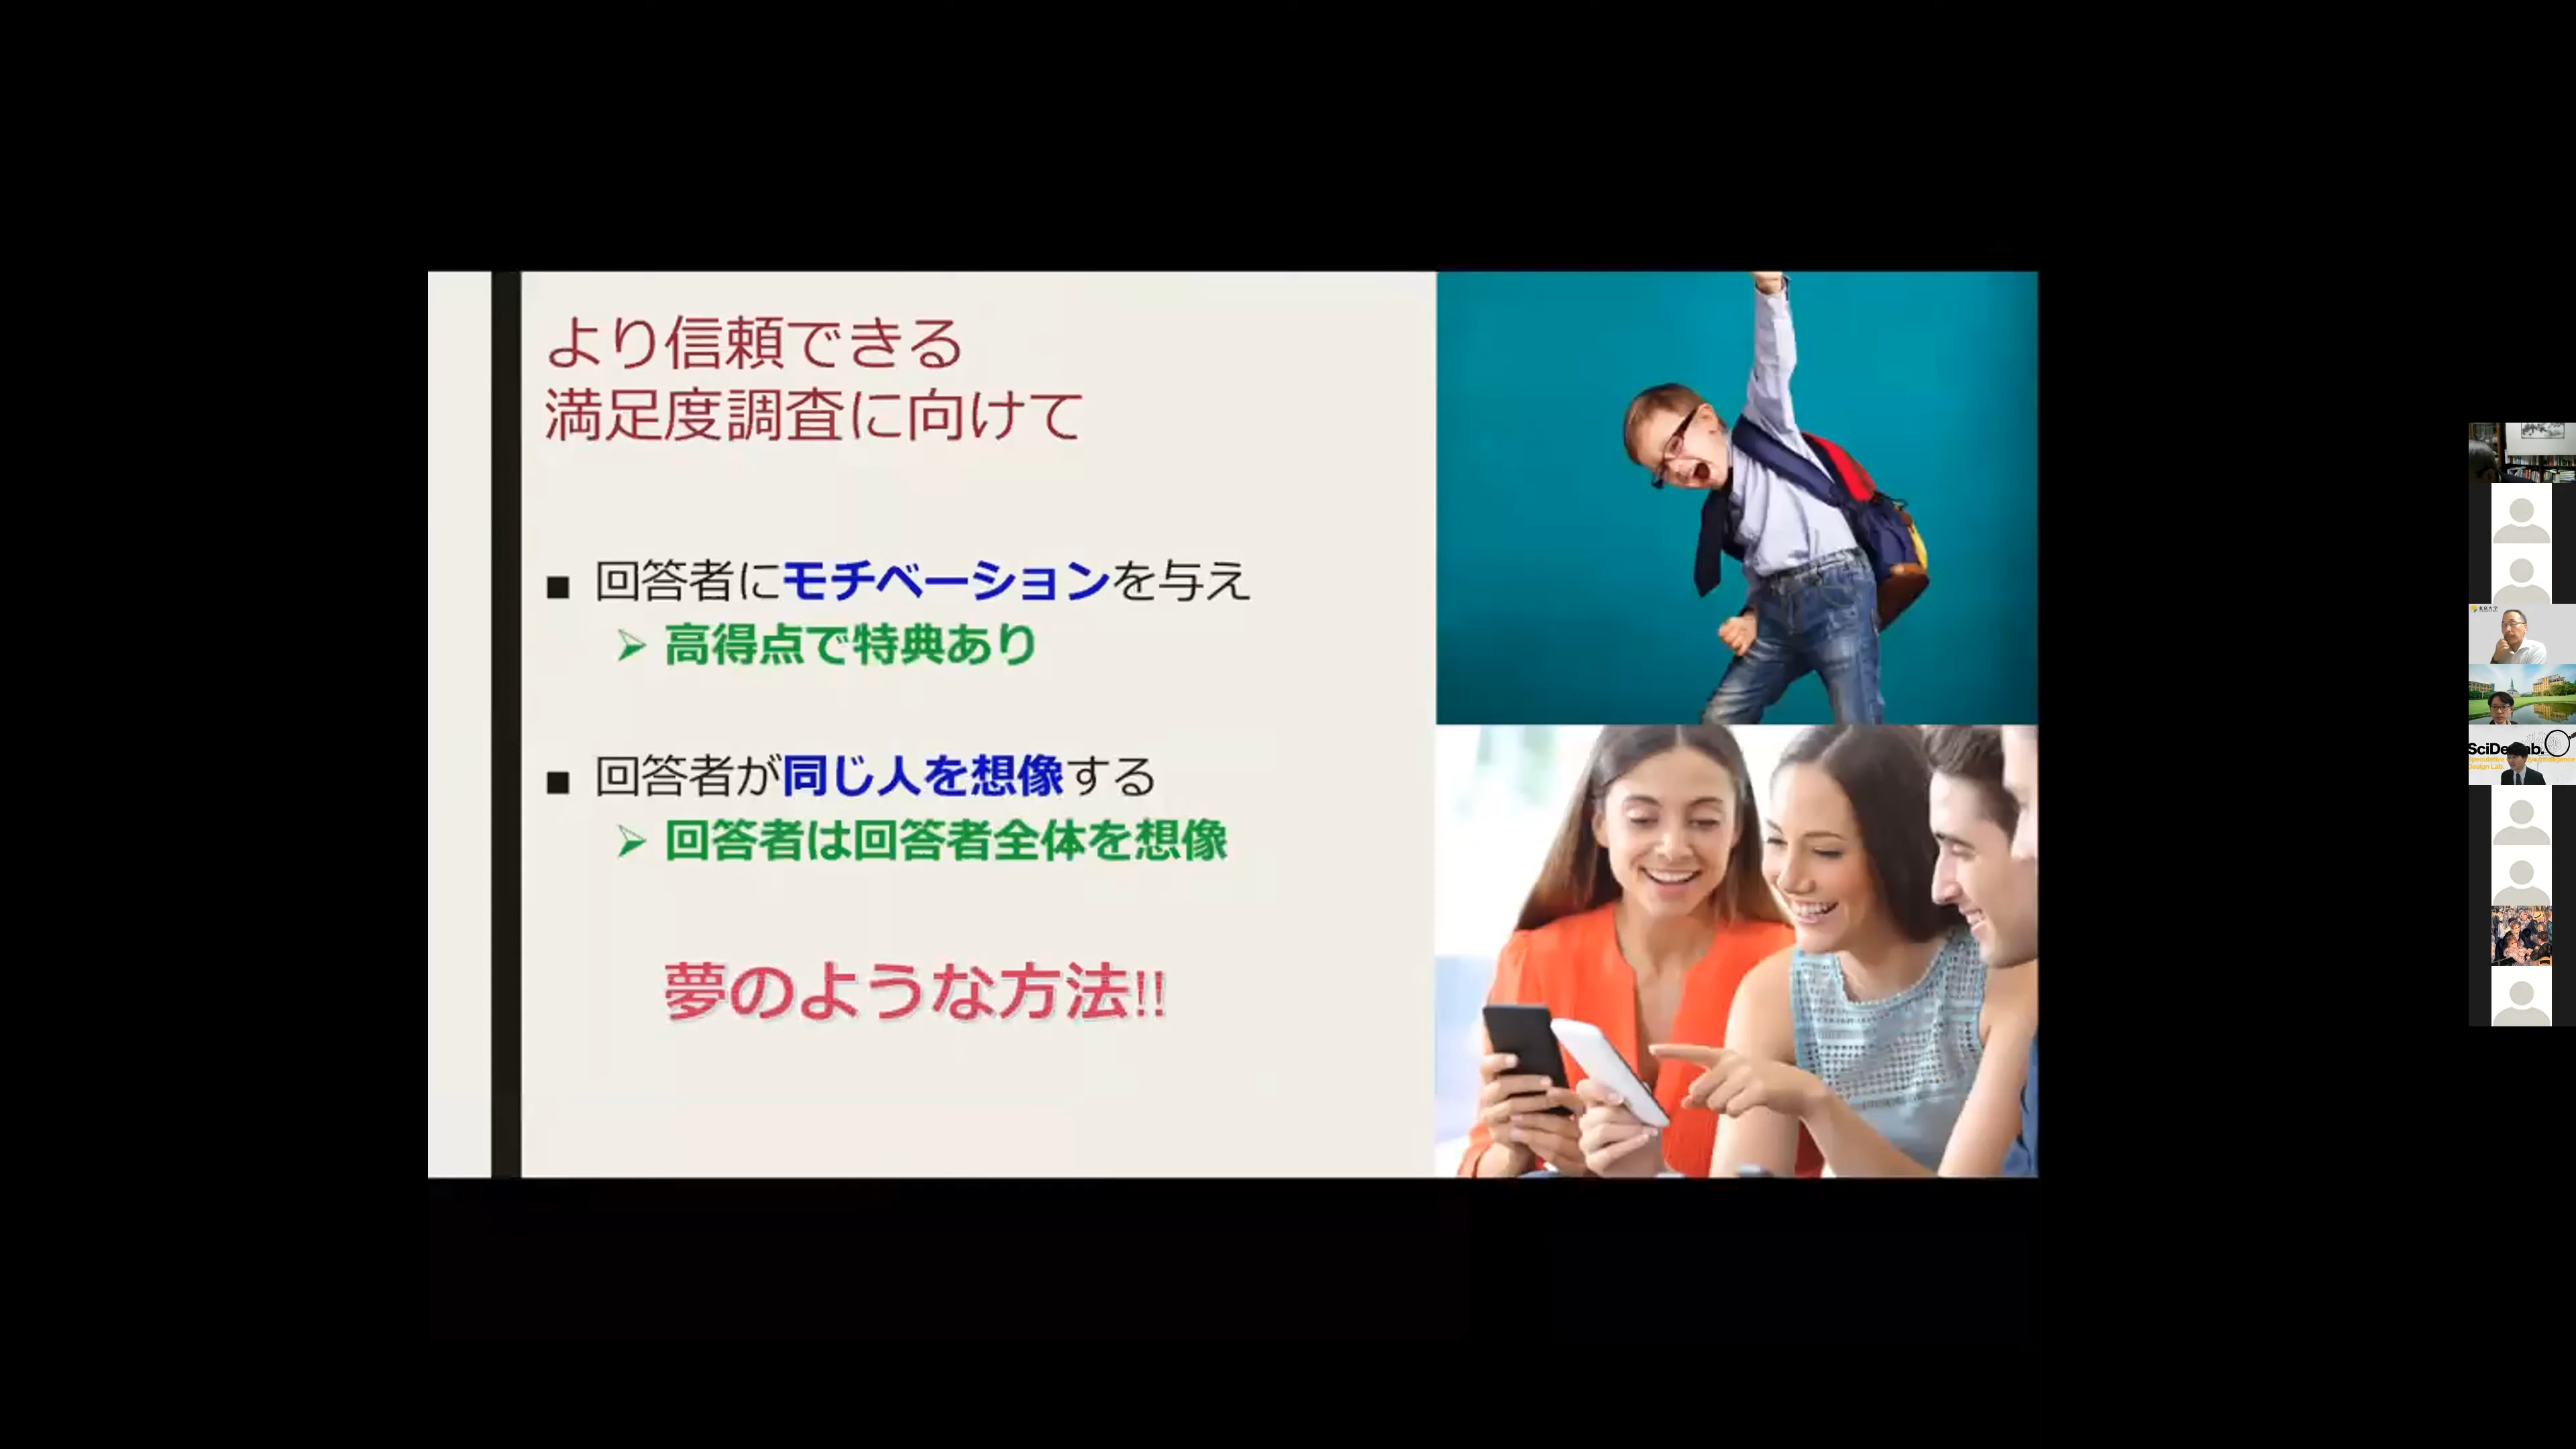 より信頼できる
満足度調査に向けて
■ 回答者にモチベーションを与え
➢ 高得点で特典あり
■ 回答者が同じ人を想像する
➢ 回答者は回答者全体を想像
夢のような方法!!